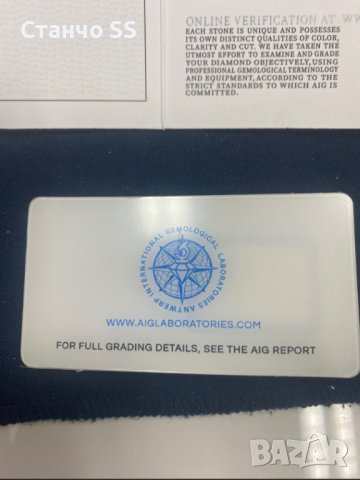 Станчо SS
ONLINE VERIFICATION AT WW
EACH STONE IS UNIQUE AND POSSESSES
ITS OWN DISTINCT QUALITIES OF COLOR,
CLARITY AND CUT. WE HAVE TAKEN THE
UTMOST EFFORT TO EXAMINE AND GRADE
YOUR DIAMOND OBJECTIVELY, USING
PROFESSIONAL GEMOLOGICAL TERMINOLOGY
AND EQUIPMENT, ACCORDING TO THE
STRICT STANDARDS TO WHICH AIG IS
COMMITTED.
ANTWERP INTERNATIONAL GEMOLOGICAL LABORATORIES
WWW.AIGLABORATORIES.COM
FOR FULL GRADING DETAILS, SEE THE AIG REPORT
BAZAR